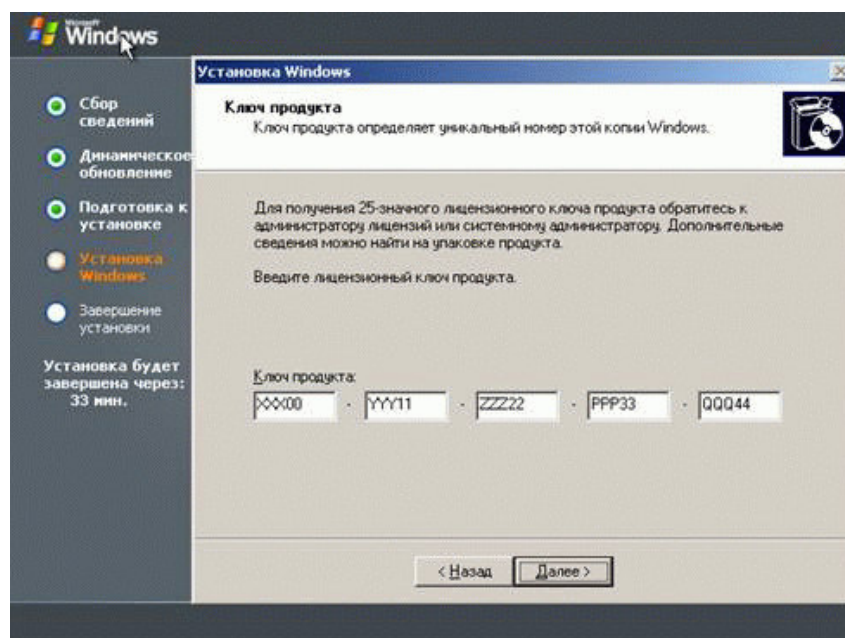 Microsoft
Windows
Установка Windows
Сбор
сведений
Динамическое
обновление
Подготовка к
установке
Установка
Windows
Завершение
установки
Установка будет
завершена через:
33 мин.
Ключ продукта
Ключ продукта определяет уникальный номер этой копии Windows.
Для получения 25-значного лицензионного ключа продукта обратитесь к
администратору лицензий или системному администратору. Дополнительные
сведения можно найти на упаковке продукта.
Введите лицензионный ключ продукта.
Ключ продукта:
XXX00 - YYY11 - ZZZ22 - PPP33 - QQQ44
< Назад Далее >